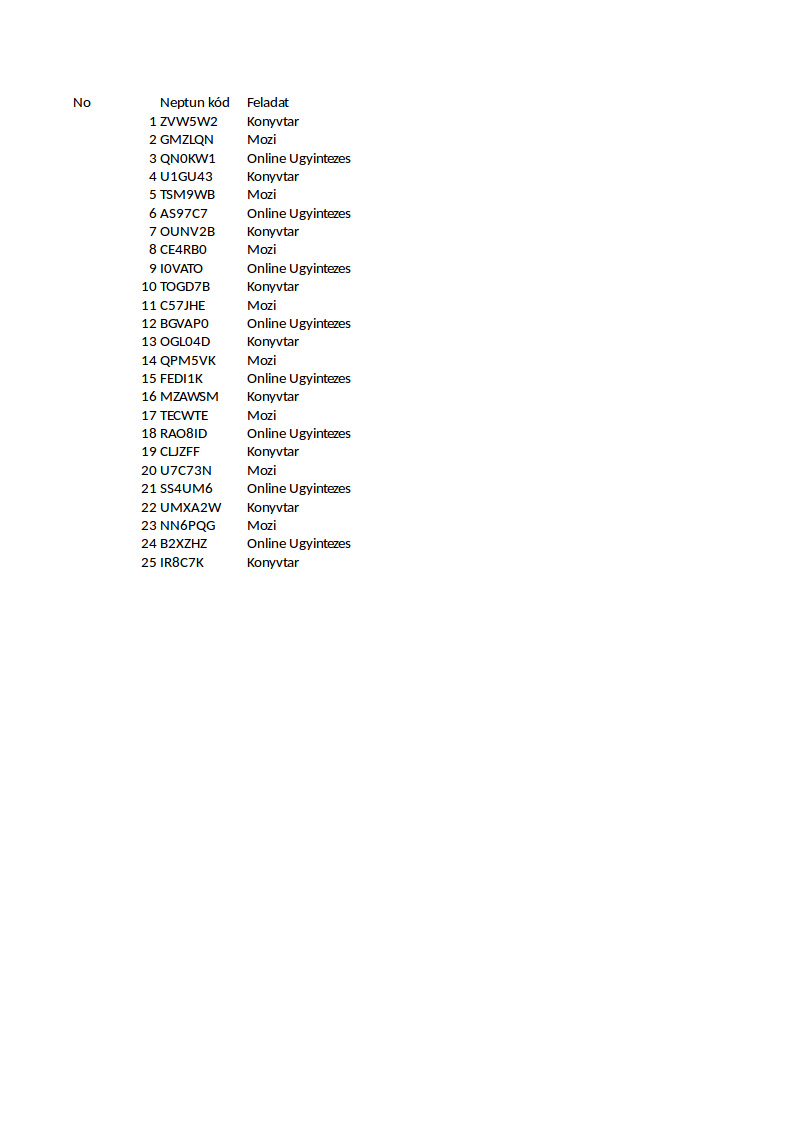 No Neptun kód Feladat
1 ZVW5W2 Konyvtar
2 GMZLQN Mozi
3 QN0KW1 Online Ugyintezes
4 U1GU43 Konyvtar
5 TSM9WB Mozi
6 AS97C7 Online Ugyintezes
7 OUNV2B Konyvtar
8 CE4RB0 Mozi
9 I0VATO Online Ugyintezes
10 TOGD7B Konyvtar
11 C57JHE Mozi
12 BGVAP0 Online Ugyintezes
13 OGL04D Konyvtar
14 QPM5VK Mozi
15 FEDI1K Online Ugyintezes
16 MZAWSM Konyvtar
17 TECWTE Mozi
18 RAO8ID Online Ugyintezes
19 CLJZFF Konyvtar
20 U7C73N Mozi
21 SS4UM6 Online Ugyintezes
22 UMXA2W Konyvtar
23 NN6PQG Mozi
24 B2XZHZ Online Ugyintezes
25 IR8C7K Konyvtar